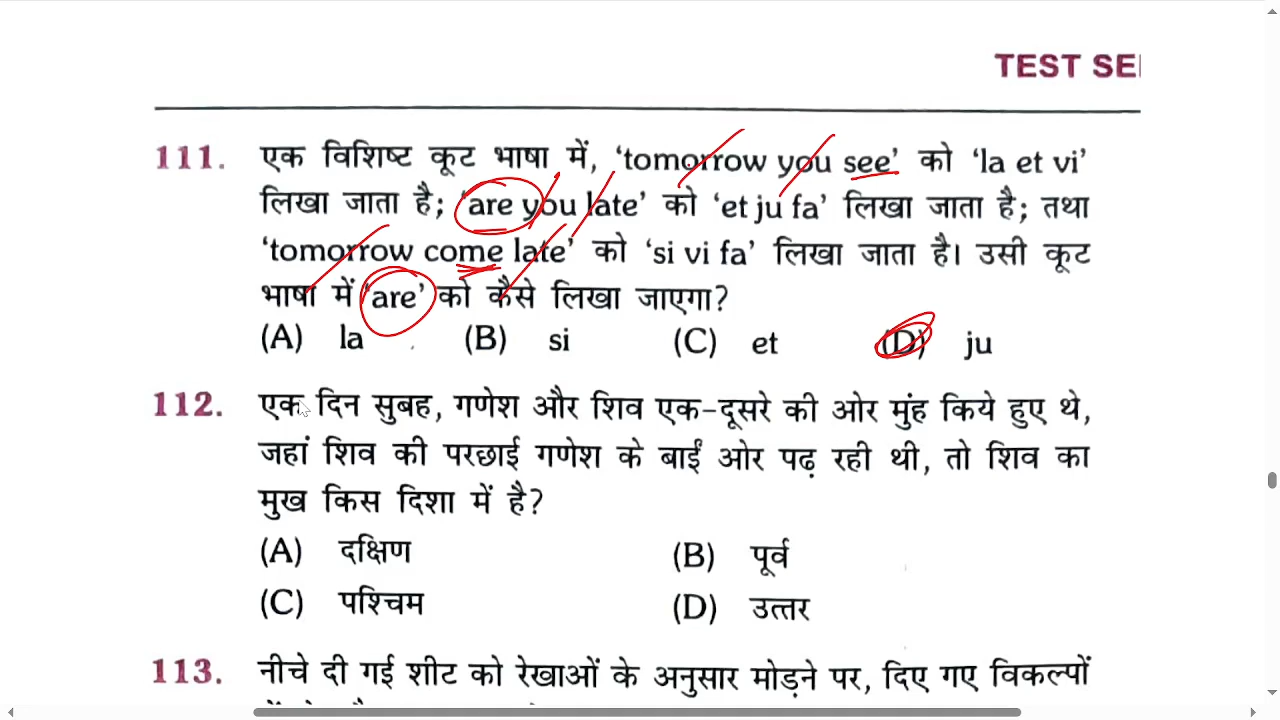 TEST SE
111. एक विशिष्ट कूट भाषा में, ‘tomorrow you see’ को ‘la et vi’
लिखा जाता है; ‘are you late’ को ‘et ju fa’ लिखा जाता है; तथा
‘tomorrow come late’ को ‘si vi fa’ लिखा जाता है। उसी कूट
भाषा में ‘are’ को कैसे लिखा जाएगा?
(A) la (B) si (C) et (D) ju
112. एक दिन सुबह, गणेश और शिव एक-दूसरे की ओर मुंह किये हुए थे,
जहां शिव की परछाई गणेश के बाईं ओर पढ़ रही थी, तो शिव का
मुख किस दिशा में है?
(A) दक्षिण (B) पूर्व
(C) पश्चिम (D) उत्तर
113. नीचे दी गई शीट को रेखाओं के अनुसार मोड़ने पर, दिए गए विकल्पों